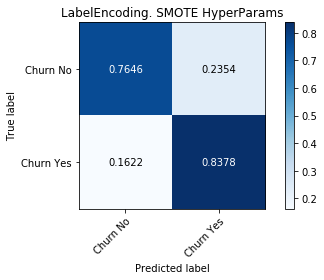 LabelEncoding. SMOTE HyperParams
True label
Churn No
Churn Yes
0.7646
0.2354
0.1622
0.8378
Churn No
Churn Yes
Predicted label
0.8
0.7
0.6
0.5
0.4
0.3
0.2